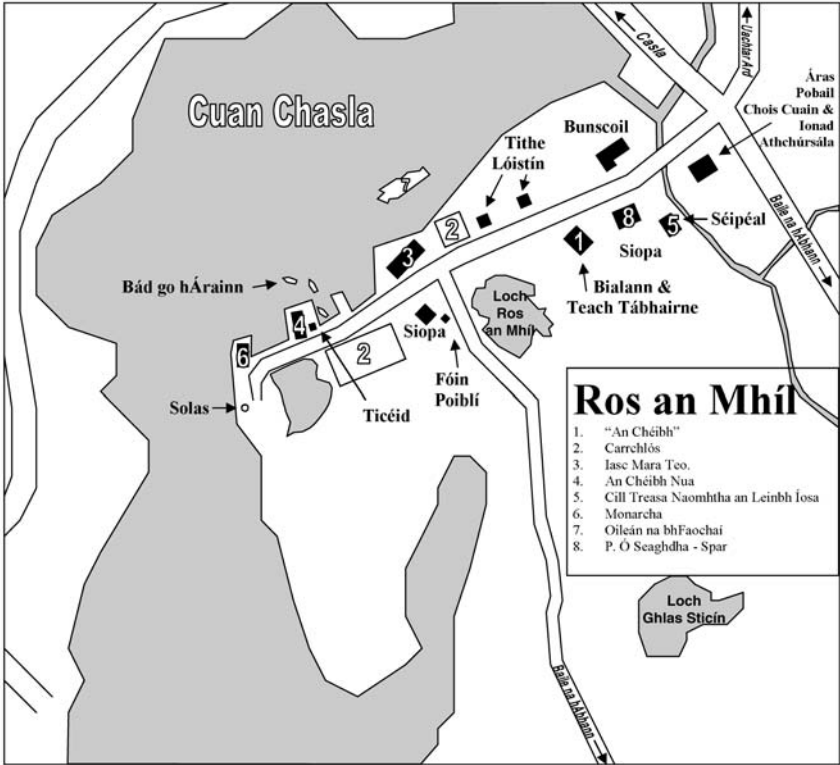 Casla
Uachtar Ard
Áras
Pobail
Chois Cuain &
Ionad
Athchúrsála
Cuan Chasla
Bunscoil
Tithe
Lóistín
2
8
5
Séipéal
Baile na hAbhann
3
1
Siopa
Bád go hÁrainn
Bialann &
Teach Tábhairne
Loch
Ros
an Mhíl
4
Siopa
6
2
Fóin
Poiblí
Solas
Ticéid
Ros an Mhíl
1. "An Chéibh"
2. Carrchlós
3. Iasc Mara Teo.
4. An Chéibh Nua
5. Cill Treasa Naomhtha an Leinbh Íosa
6. Monarcha
7. Oileán na bhFaochaí
8. P. Ó Seaghdha - Spar
Loch
Ghlas Sticín
Baile na hAbhann